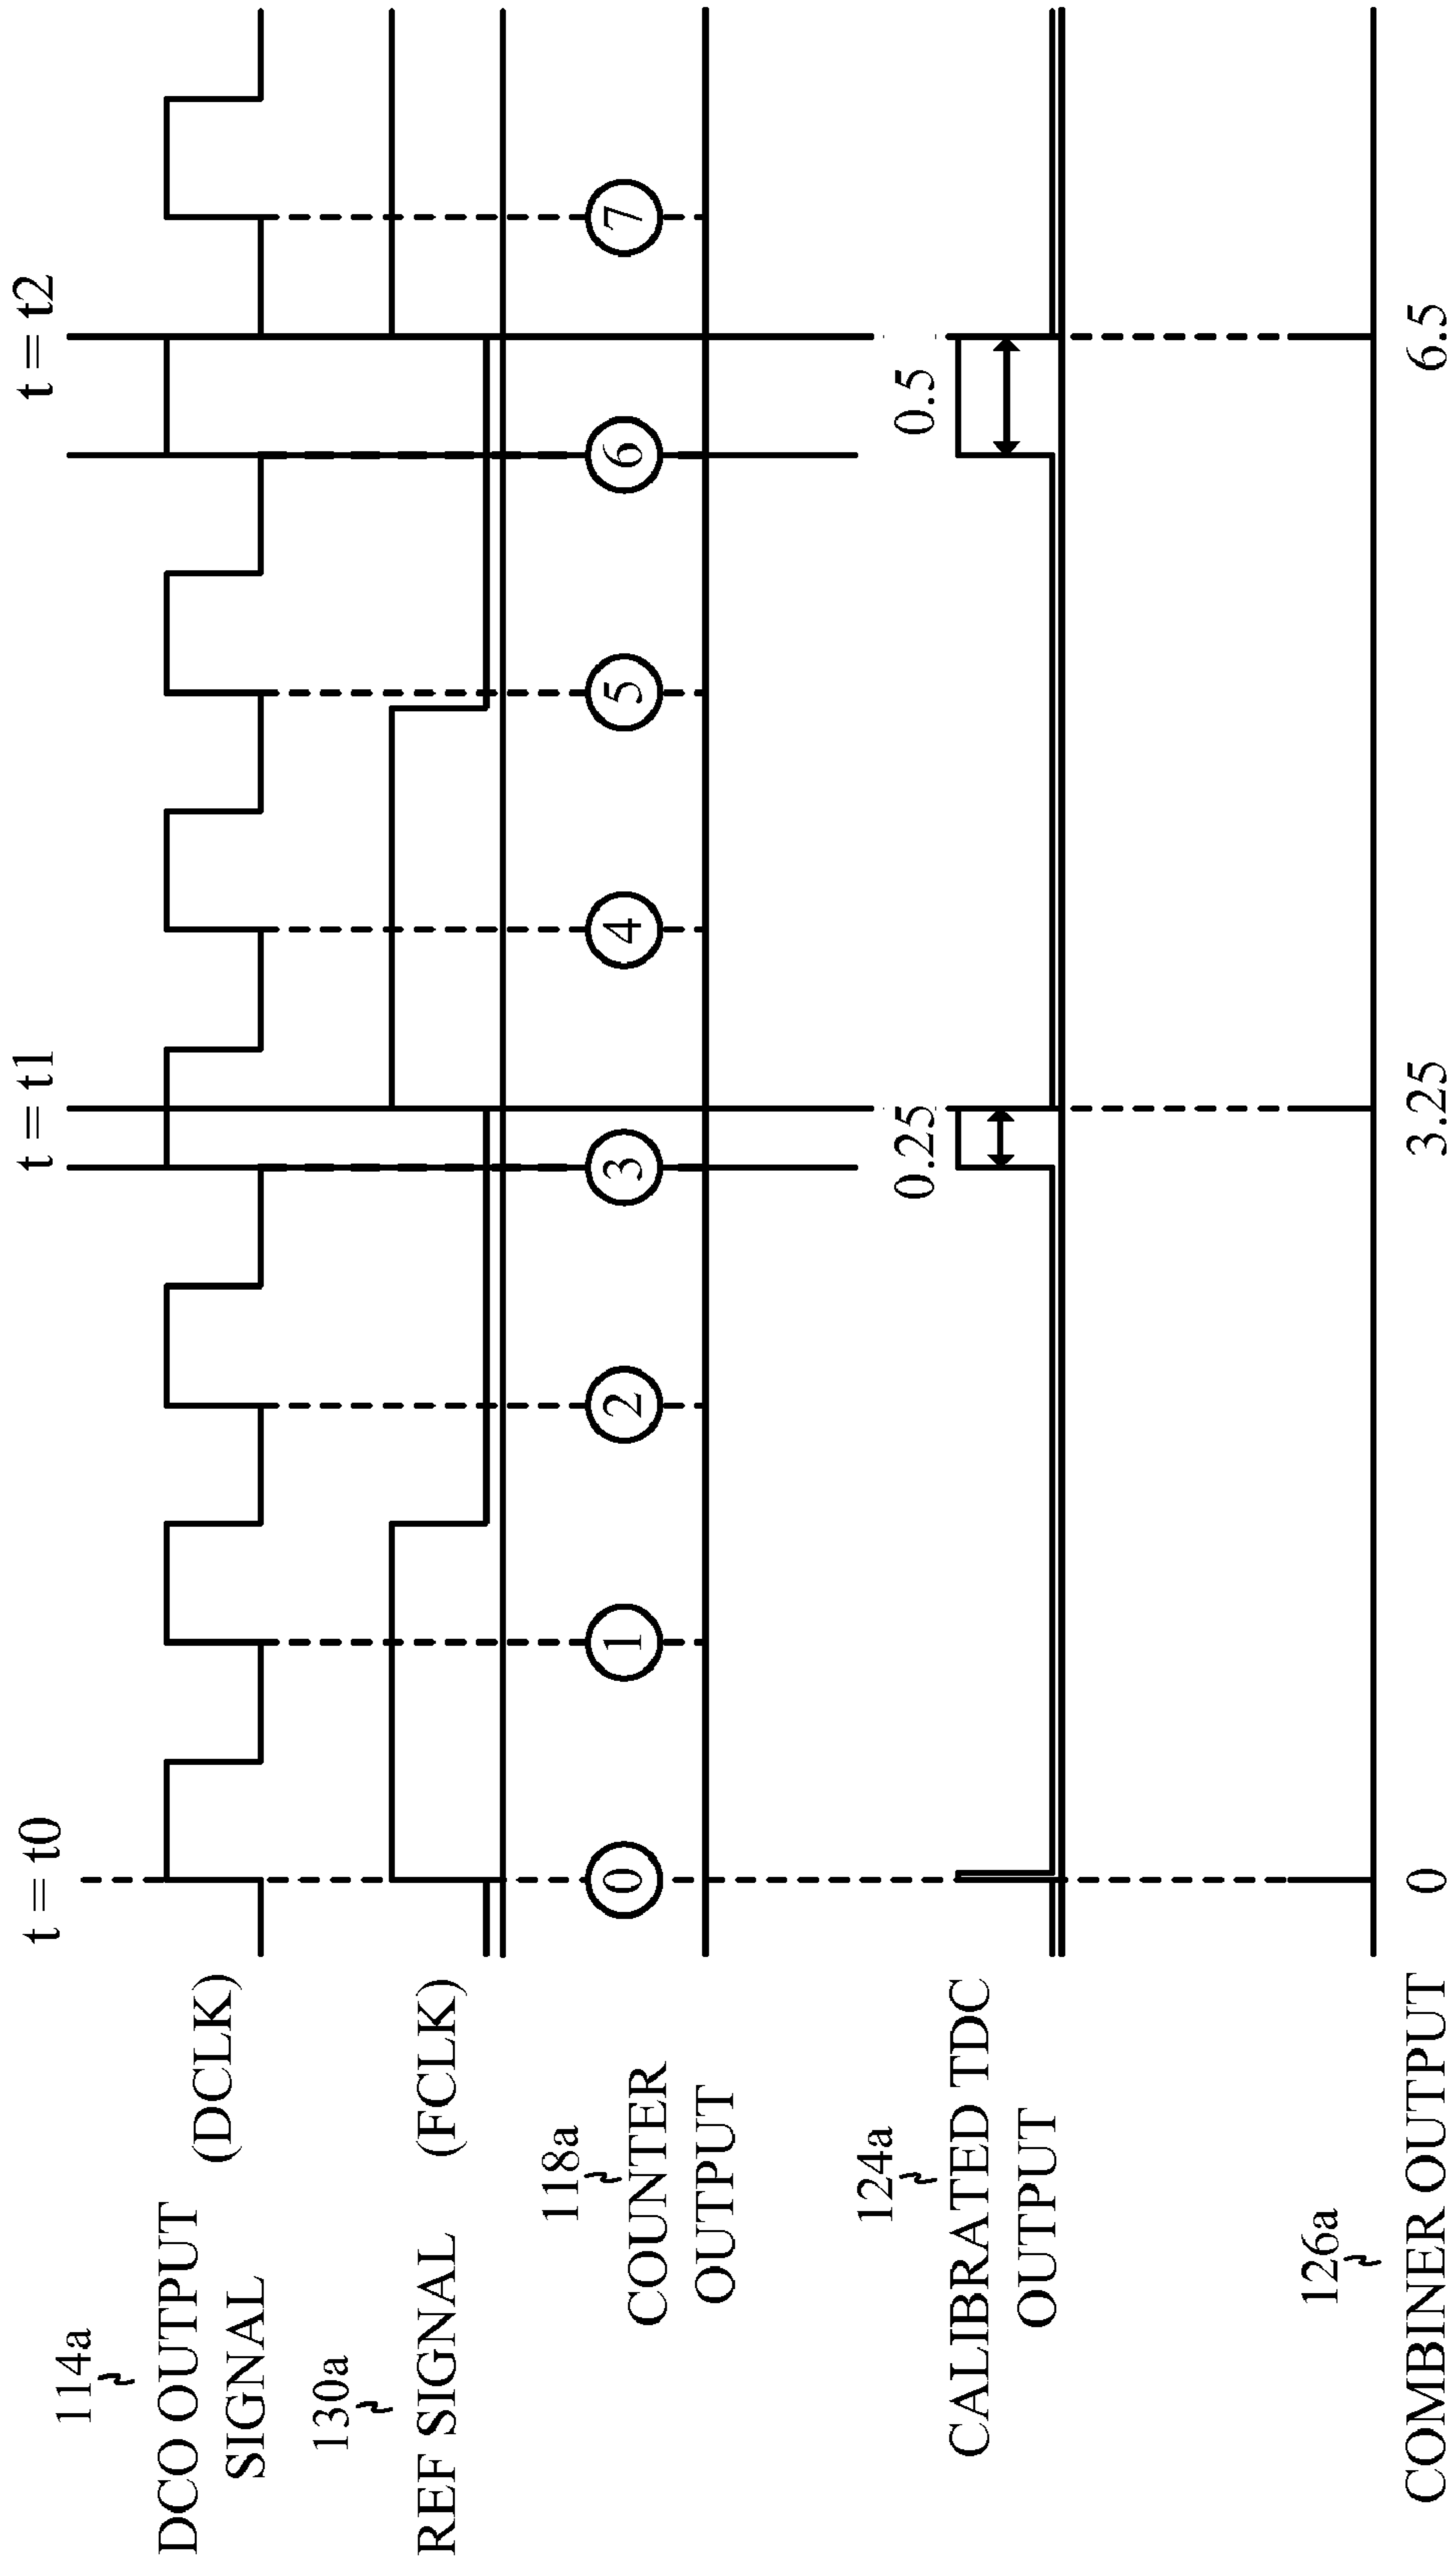 t = t0
t = t1
t = t2
114a
DCO OUTPUT
SIGNAL
(DCLK)
130a
REF SIGNAL (FCLK)
118a
COUNTER
OUTPUT
0
1
2
3
4
5
6
7
124a
CALIBRATED TDC
OUTPUT
0.25
0.5
126a
COMBINER OUTPUT
0
3.25
6.5